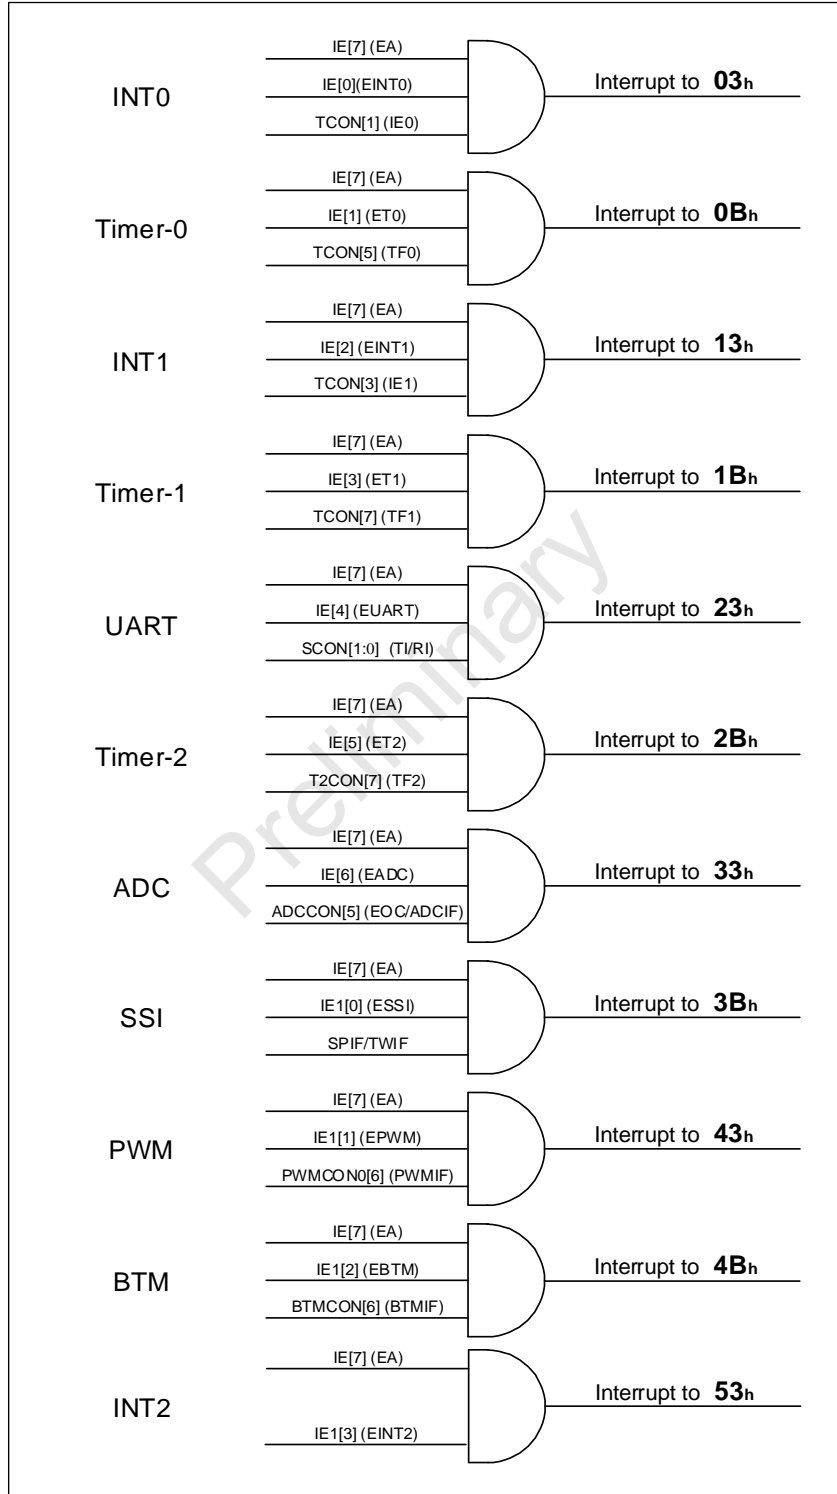 IE[7] (EA)
INT0
IE[0](EINT0)
TCON[1] (IE0)
Interrupt to 03h
IE[7] (EA)
Timer-0
IE[1] (ET0)
TCON[5] (TF0)
Interrupt to 0Bh
IE[7] (EA)
INT1
IE[2] (EINT1)
TCON[3] (IE1)
Interrupt to 13h
IE[7] (EA)
Timer-1
IE[3] (ET1)
TCON[7] (TF1)
Interrupt to 1Bh
IE[7] (EA)
UART
IE[4] (EUART)
SCON[1:0] (TI/RI)
Interrupt to 23h
IE[7] (EA)
Timer-2
IE[5] (ET2)
T2CON[7] (TF2)
Interrupt to 2Bh
IE[7] (EA)
ADC
IE[6] (EADC)
ADCCON[5] (EOC/ADCIF)
Interrupt to 33h
IE[7] (EA)
SSI
IE1[0] (ESSI)
SPIF/TWIF
Interrupt to 3Bh
IE[7] (EA)
PWM
IE1[1] (EPWM)
PWMCON0[6] (PWMIF)
Interrupt to 43h
IE[7] (EA)
BTM
IE1[2] (EBTM)
BTMCON[6] (BTMIF)
Interrupt to 4Bh
IE[7] (EA)
INT2
IE1[3] (EINT2)
Interrupt to 53h
Preliminary